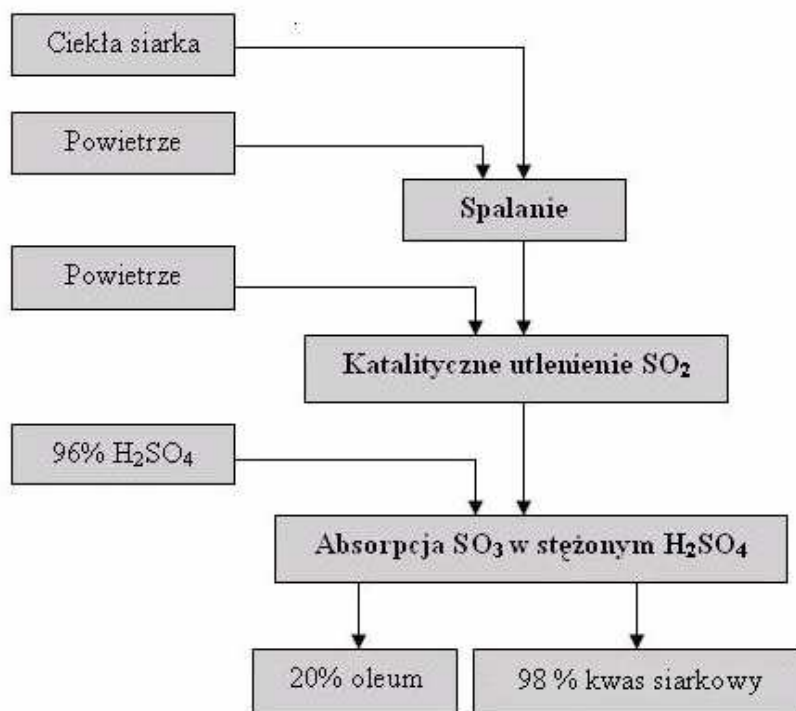 Ciekła siarka
Powietrze
Spalanie
Powietrze
Katalityczne utlenienie SO₂
96% H₂SO₄
Absorpcja SO₃ w stężonym H₂SO₄
20% oleum
98 % kwas siarkowy